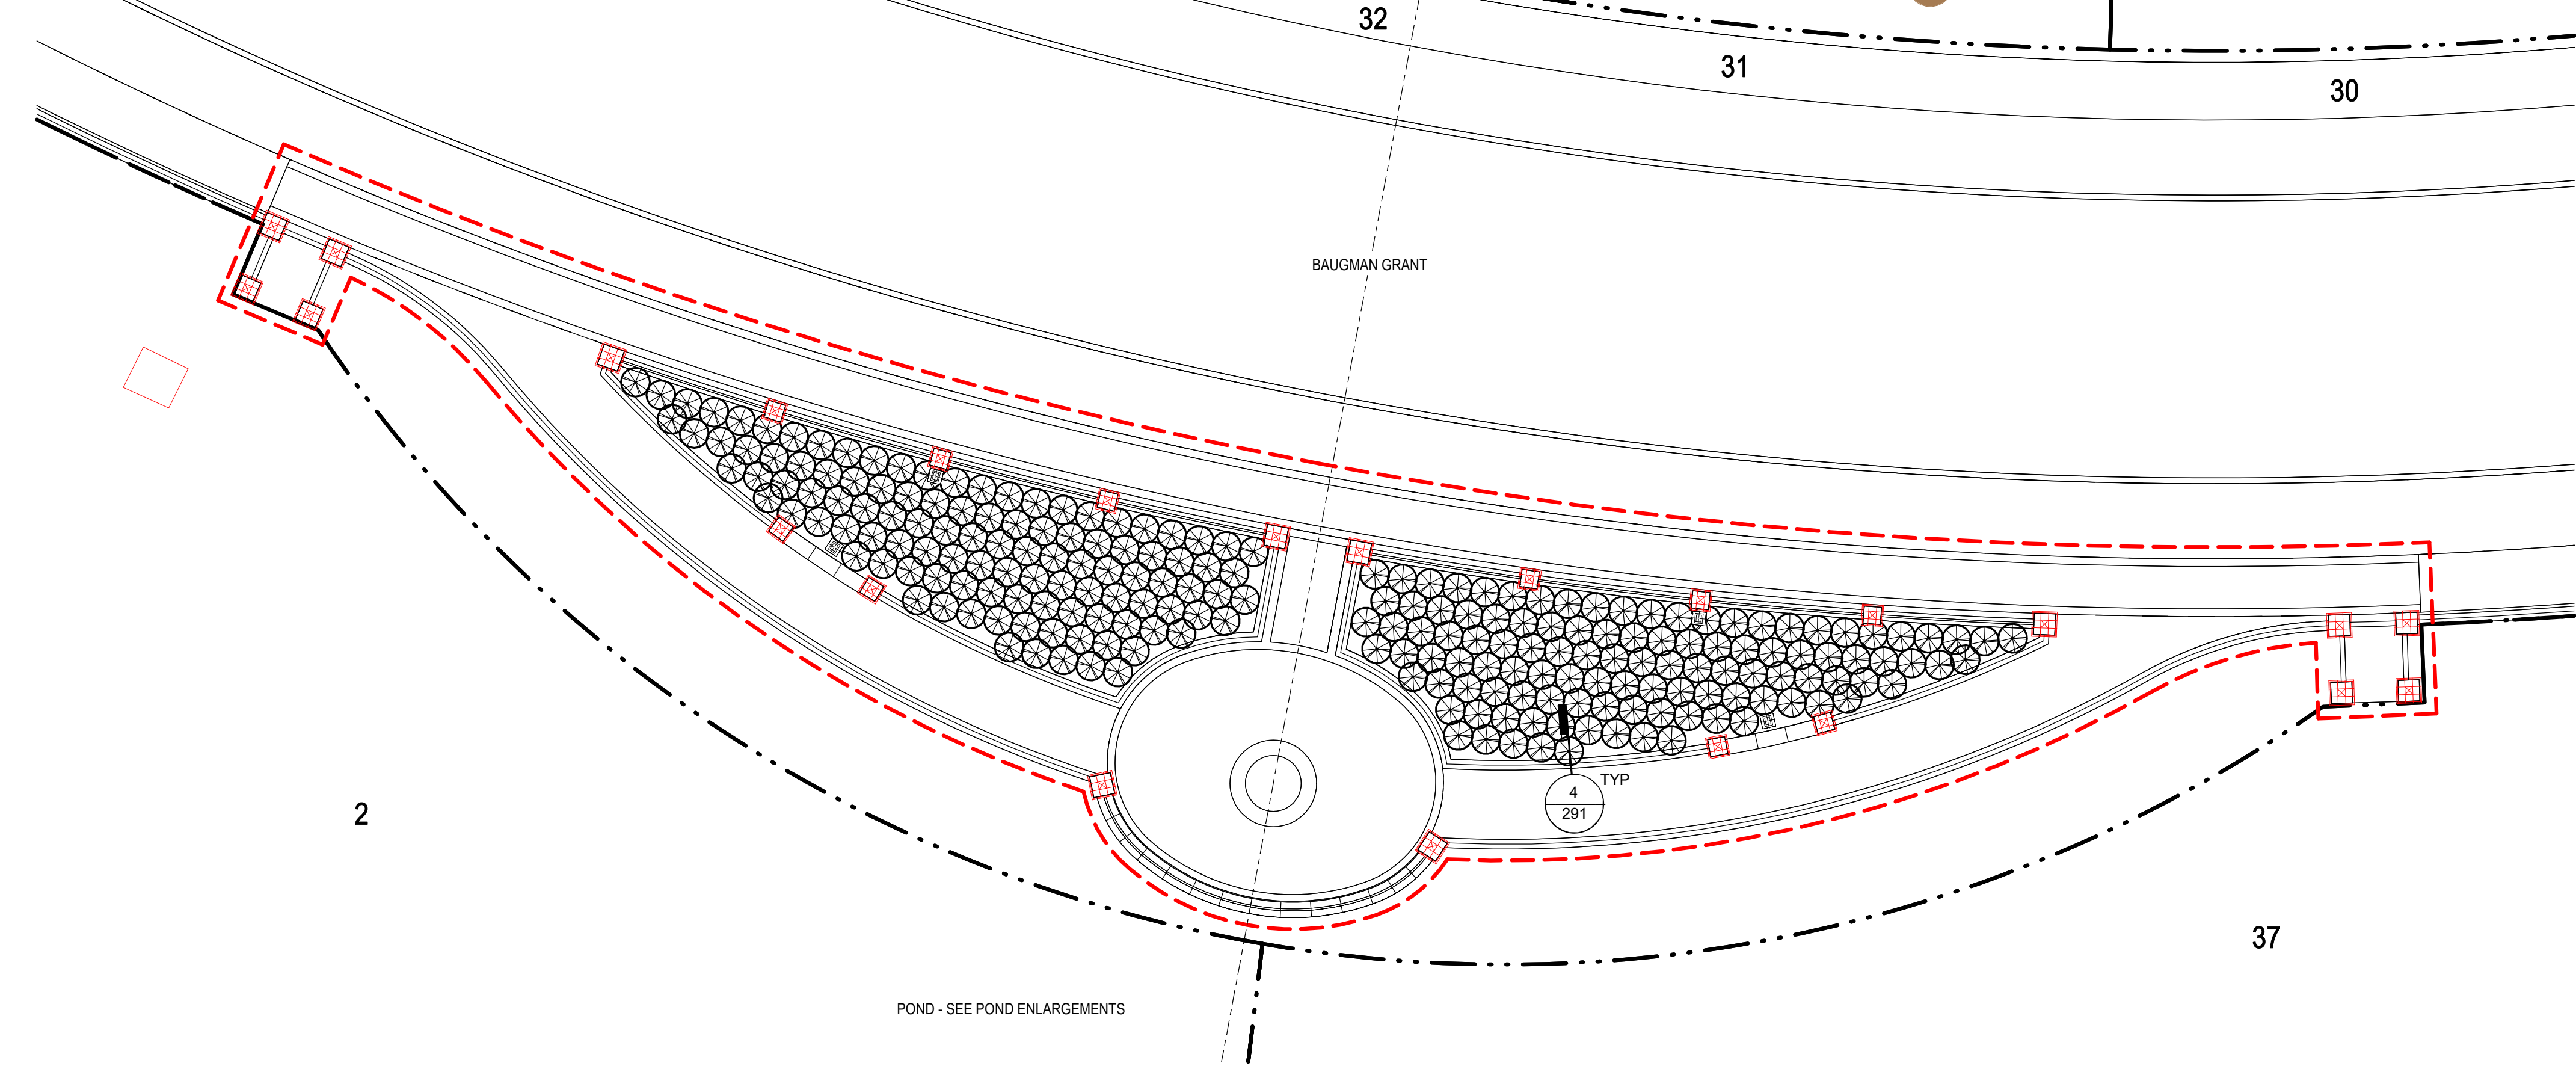 32
31
30
BAUGMAN GRANT
TYP
4
291
2
37
POND - SEE POND ENLARGEMENTS